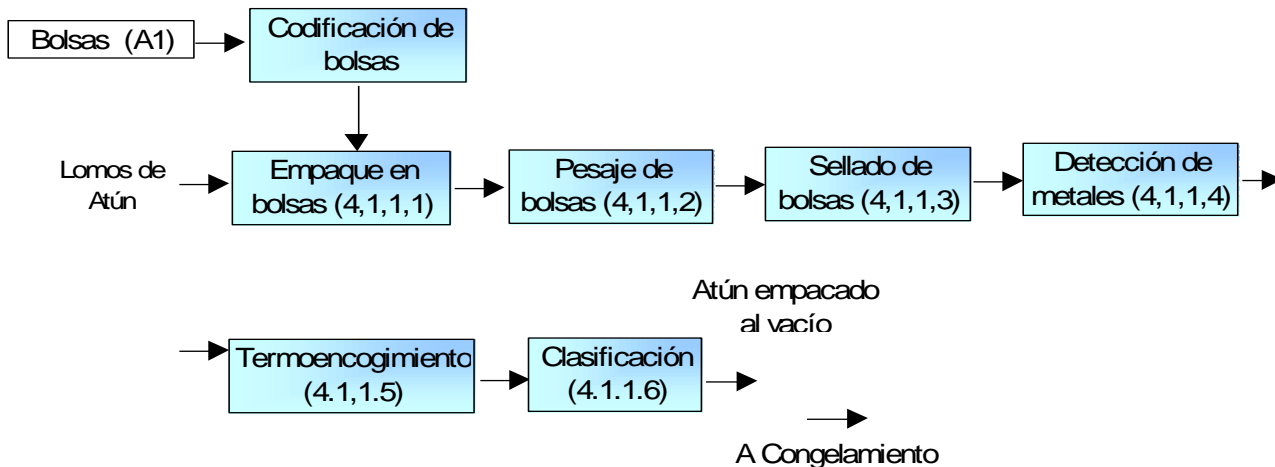 Bolsas (A1)
Codificación de
bolsas
Lomos de
Atún
Empaque en
bolsas (4,1,1,1)
Pesaje de
bolsas (4,1,1,2)
Sellado de
bolsas (4,1,1,3)
Detección de
metales (4,1,1,4)
Termoencogimiento
(4.1,1.5)
Clasificación
(4.1.1.6)
Atún empacado
al vacío
A Congelamiento